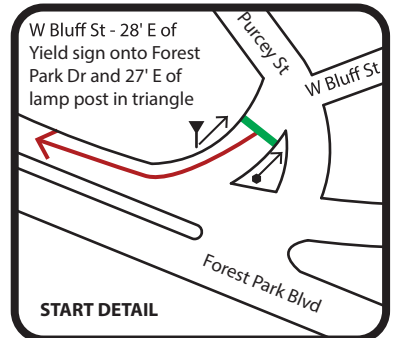 W Bluff St - 28' E of
Yield sign onto Forest
Park Dr and 27' E of
lamp post in triangle
Purcey St
W Bluff St
Forest Park Blvd
START DETAIL